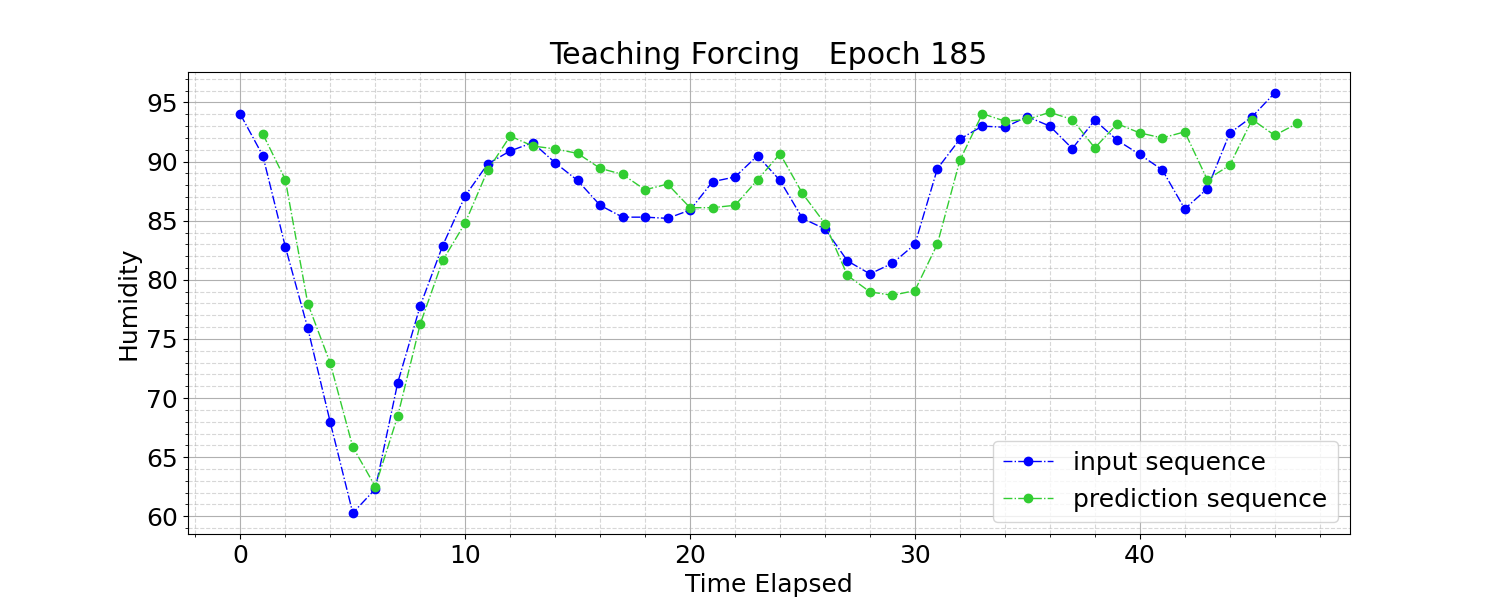 Teaching Forcing   Epoch 185
95
90
85
80
75
70
65
60
Humidity
0 10 20 30 40
Time Elapsed
input sequence
prediction sequence